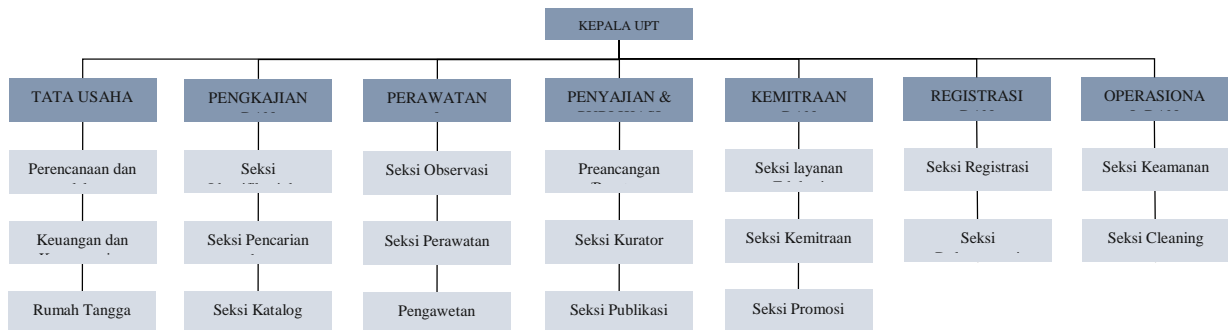 KEPALA UPT
TATA USAHA
PENGKAJIAN
PERAWATAN
PENYAJIAN &
KEMITRAAN
REGISTRASI
OPERASIONA
Perencanaan dan
Seksi
Seksi Observasi
Preancangan
Seksi layanan
Seksi Registrasi
Seksi Keamanan
Keuangan dan
Seksi Pencarian
Seksi Perawatan
Seksi Kurator
Seksi Kemitraan
Seksi
Seksi Cleaning
Rumah Tangga
Seksi Katalog
Pengawetan
Seksi Publikasi
Seksi Promosi